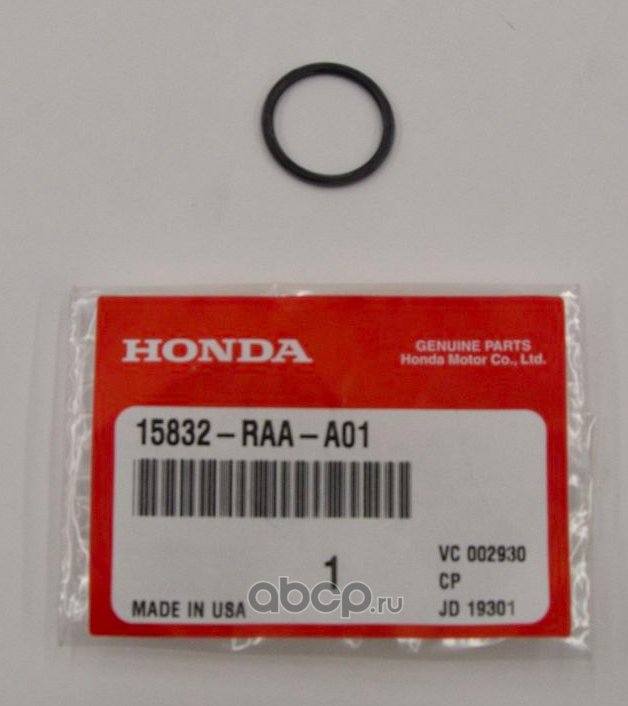 HONDA
GENUINE PARTS
Honda Motor Co., Ltd.
15832-RAA-A01
1
VC 002930
CP
MADE IN USA
JD 19301
abcp.ru